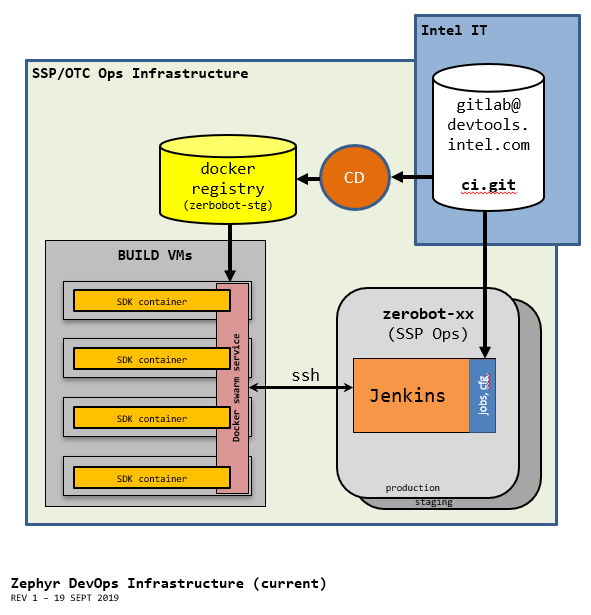 Intel IT
SSP/OTC Ops Infrastructure
gitlab@
devtools.
intel.com
ci.git
docker
registry
(zerbobot-stg)
CD
BUILD VMs
SDK container
SDK container
SDK container
SDK container
Docker swarm service
ssh
zerobot-xx
(SSP Ops)
Jenkins
jobs, cfg.
production
staging
Zephyr DevOps Infrastructure (current)
REV 1 – 19 SEPT 2019